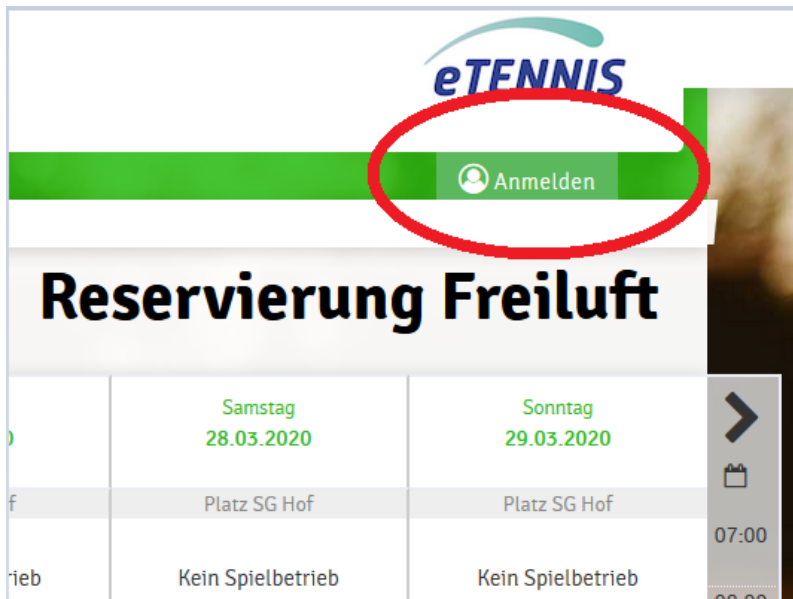 eTENNIS
Anmelden
Reservierung Freiluft
Samstag
28.03.2020
Sonntag
29.03.2020
Platz SG Hof
Platz SG Hof
07:00
Kein Spielbetrieb
Kein Spielbetrieb